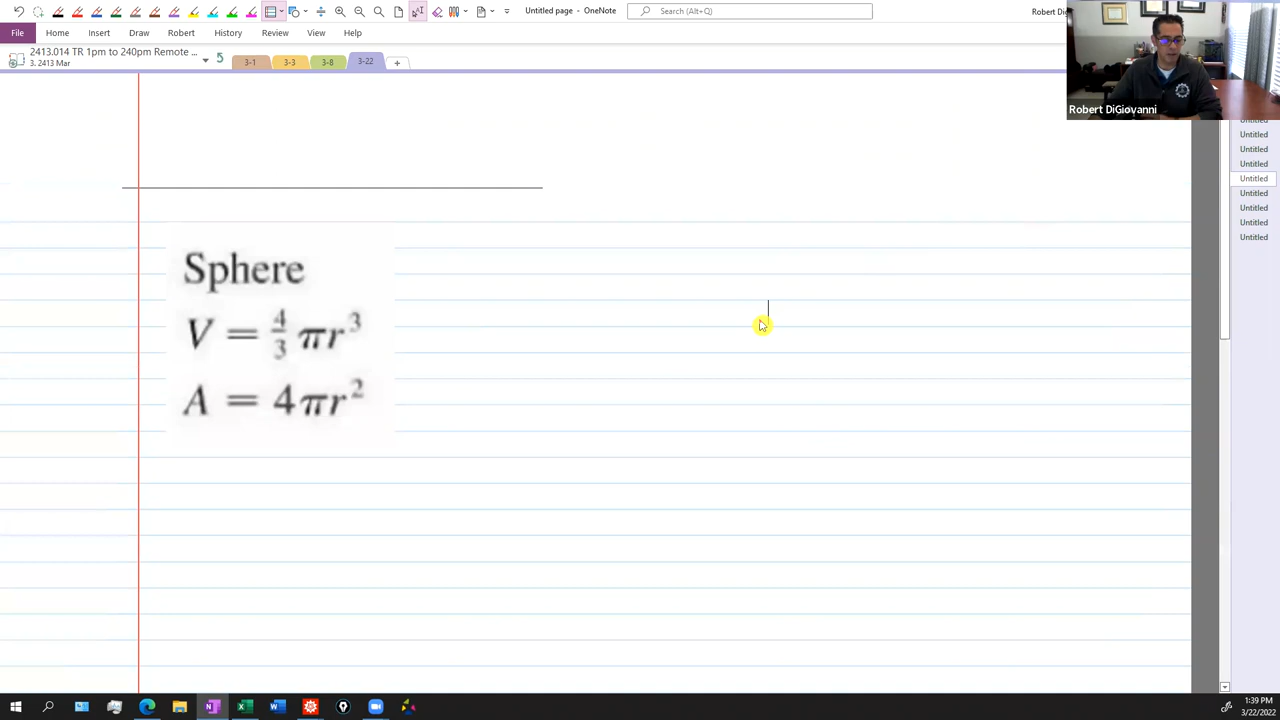 Untitled page - OneNote
Search (Alt+Q)
Robert Di
File Home Insert Draw Robert History Review View Help
2413.014 TR 1pm to 240pm Remote ...
3. 2413 Mar
3-1
3-3
3-8
3-22
+
Robert DiGiovanni
Untitled
Untitled
Untitled
Untitled
Untitled
Untitled
Untitled
Untitled
Untitled
Sphere
V = 4/3 πr³
A = 4πr²
1:39 PM
3/22/2022